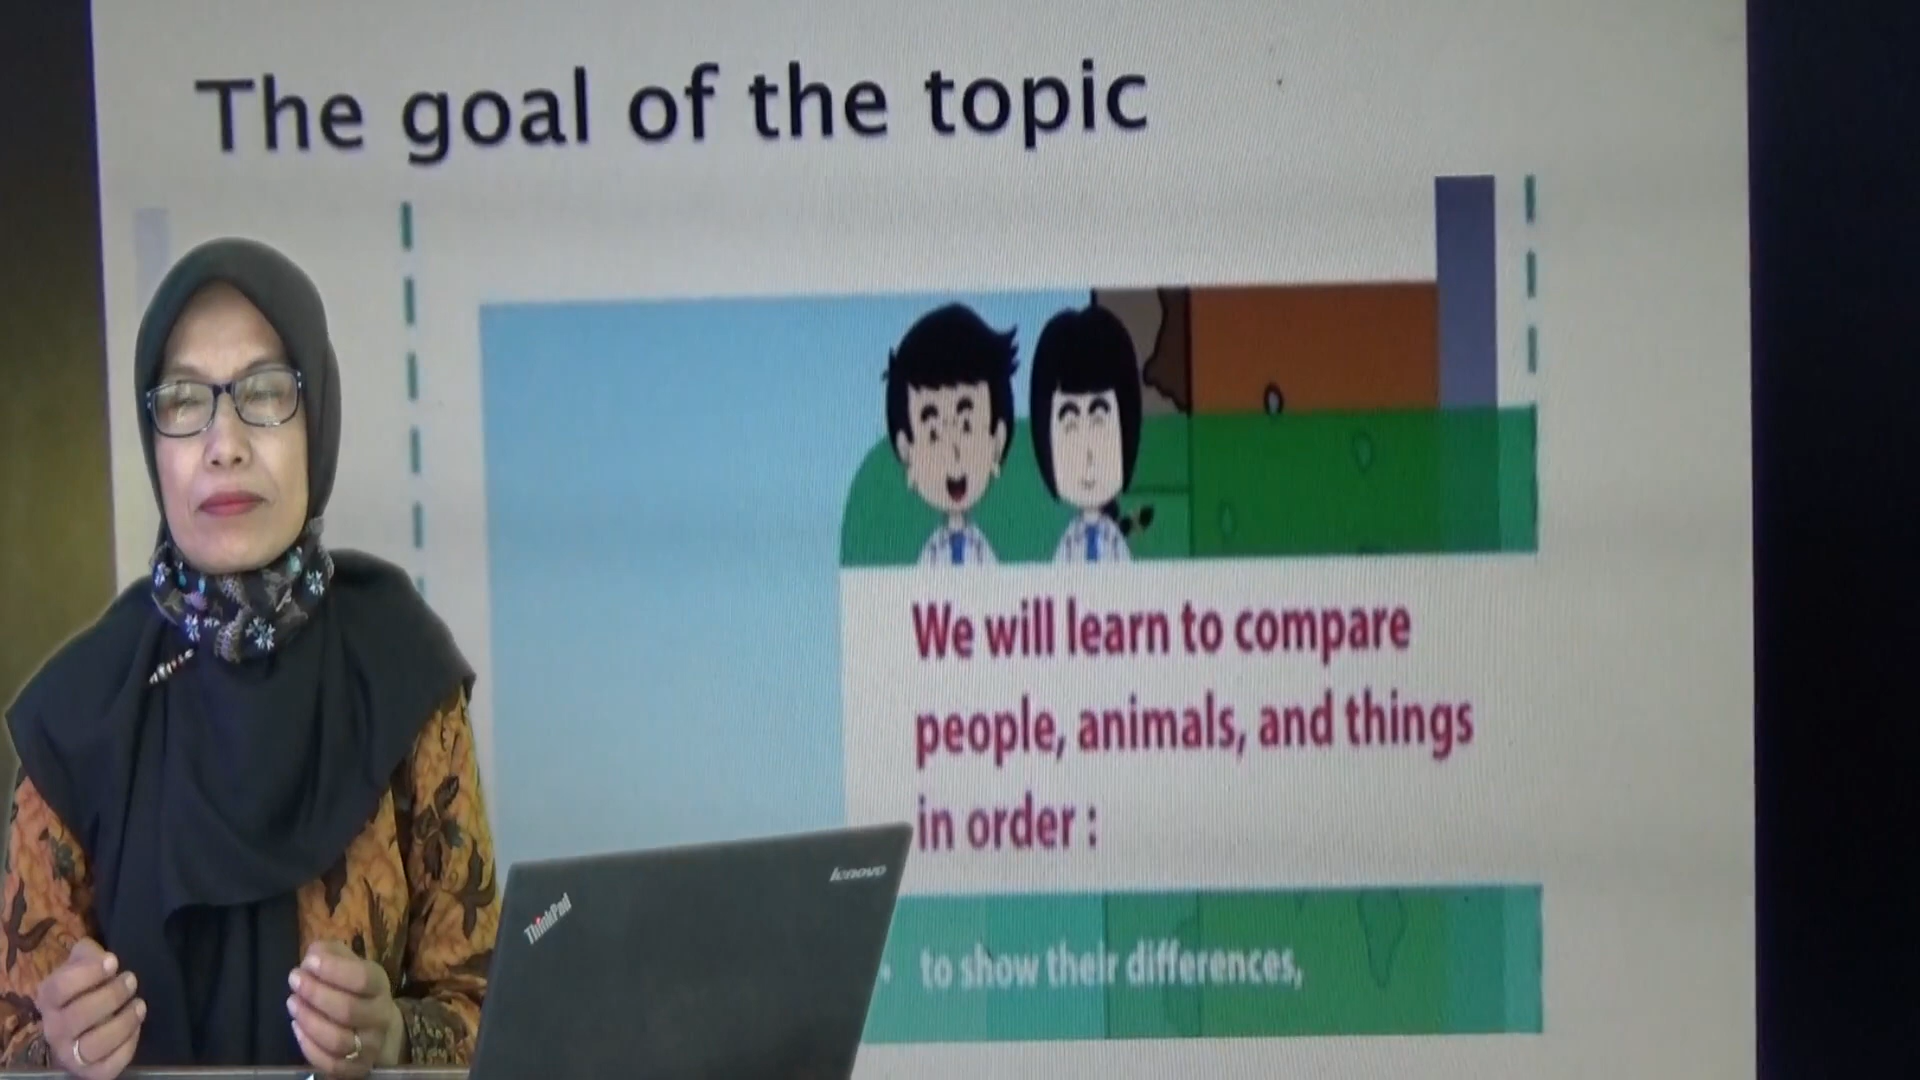 The goal of the topic
We will learn to compare
people, animals, and things
in order :
lenovo
ThinkPad
• to show their differences,